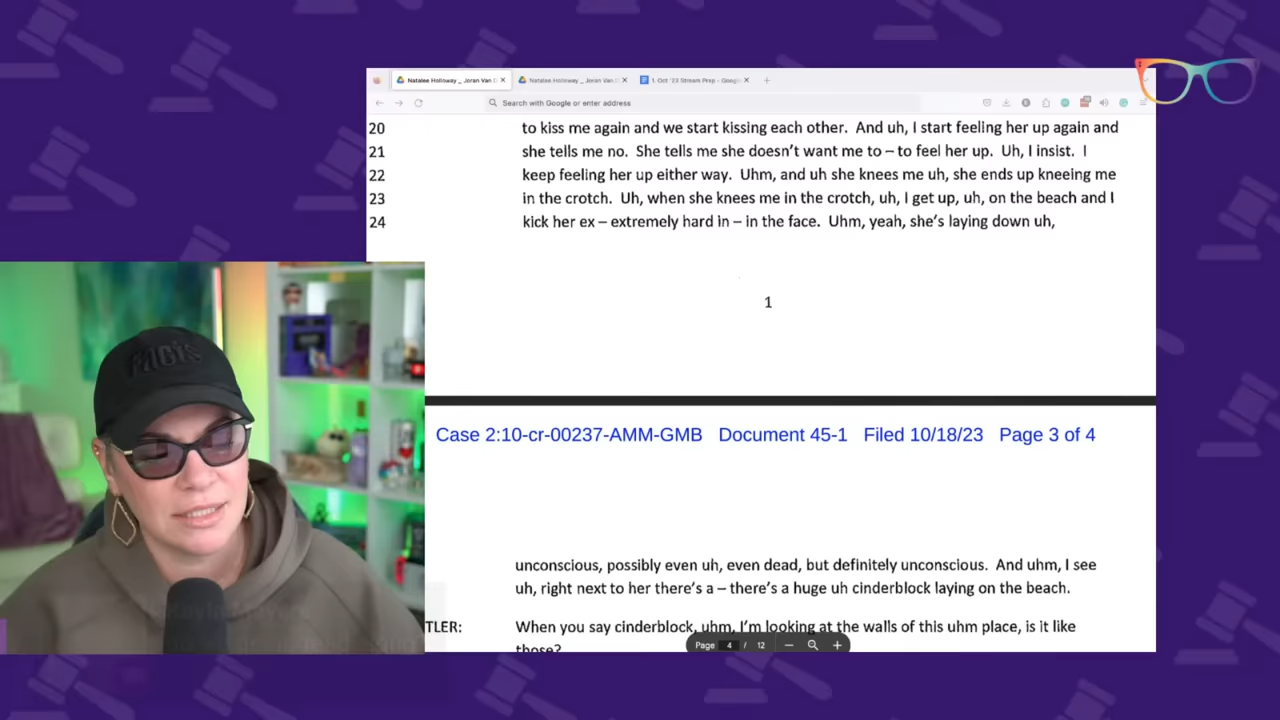 Natalee Holloway _ Joran Van D
Natalee Holloway _ Joran Van D
1. Oct '23 Stream Prep - Google
Search with Google or enter address
20 to kiss me again and we start kissing each other. And uh, I start feeling her up again and
21 she tells me no. She tells me she doesn't want me to – to feel her up. Uh, I insist. I
22 keep feeling her up either way. Uhm, and uh she knees me uh, she ends up kneeing me
23 in the crotch. Uh, when she knees me in the crotch, uh, I get up, uh, on the beach and I
24 kick her ex – extremely hard in – in the face. Uhm, yeah, she's laying down uh,
1
Case 2:10-cr-00237-AMM-GMB Document 45-1 Filed 10/18/23 Page 3 of 4
unconscious, possibly even uh, even dead, but definitely unconscious. And uhm, I see
uh, right next to her there's a – there's a huge uh cinderblock laying on the beach.
TLER: When you say cinderblock, uhm, I'm looking at the walls of this uhm place, is it like
those?
Page 4 / 12